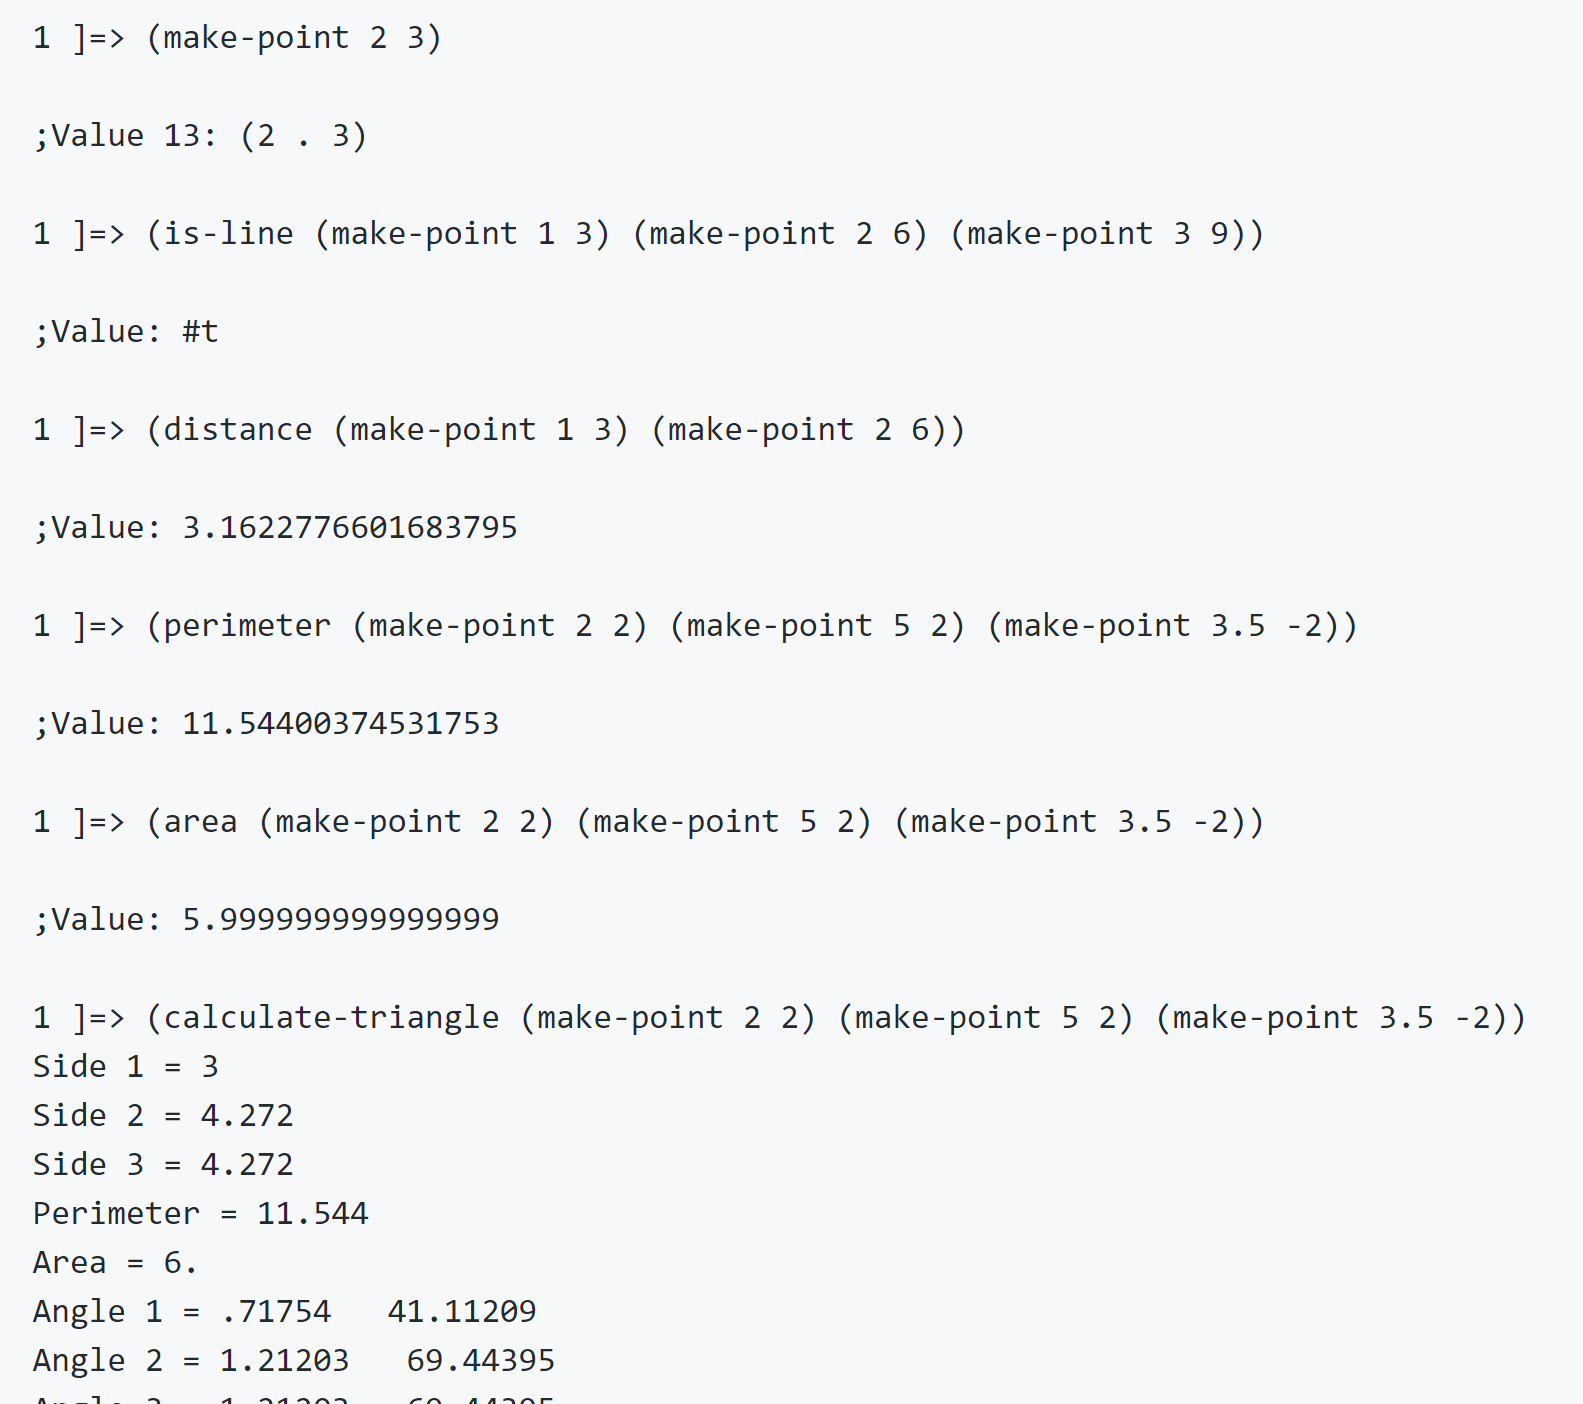 1 ]=> (make-point 2 3)
;Value 13: (2 . 3)
1 ]=> (is-line (make-point 1 3) (make-point 2 6) (make-point 3 9))
;Value: #t
1 ]=> (distance (make-point 1 3) (make-point 2 6))
;Value: 3.1622776601683795
1 ]=> (perimeter (make-point 2 2) (make-point 5 2) (make-point 3.5 -2))
;Value: 11.54400374531753
1 ]=> (area (make-point 2 2) (make-point 5 2) (make-point 3.5 -2))
;Value: 5.999999999999999
1 ]=> (calculate-triangle (make-point 2 2) (make-point 5 2) (make-point 3.5 -2))
Side 1 = 3
Side 2 = 4.272
Side 3 = 4.272
Perimeter = 11.544
Area = 6.
Angle 1 = .71754   41.11209
Angle 2 = 1.21203   69.44395